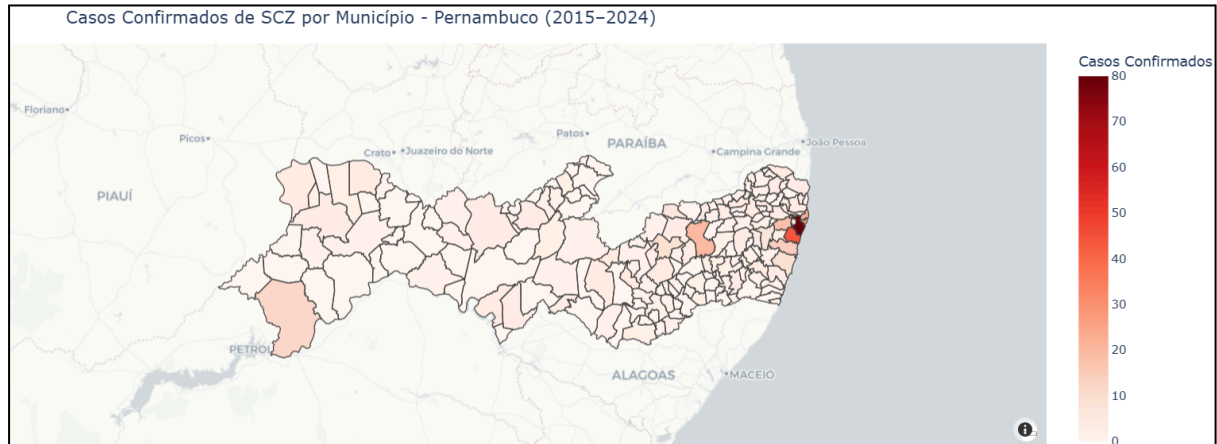 Casos Confirmados de SCZ por Município - Pernambuco (2015–2024)
Casos Confirmados
80
70
60
50
40
30
20
10
0
Floriano
Picos
Crato
Juazeiro do Norte
Patos
PARAÍBA
Campina Grande
João Pessoa
PIAUÍ
PETROL
ALAGOAS
MACEIÓ
i